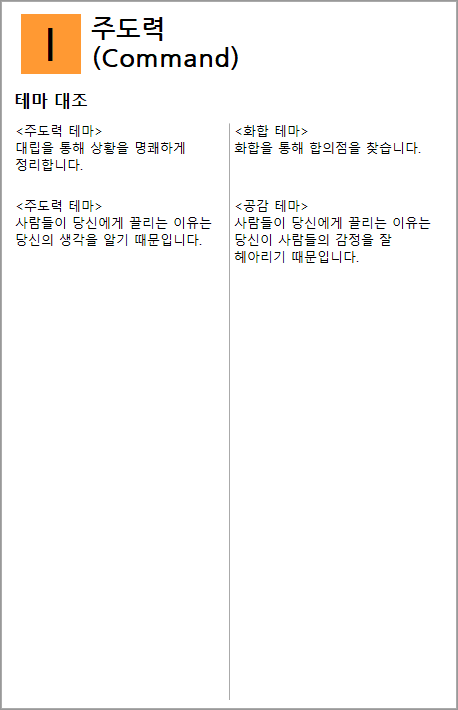 I
주도력
(Command)
테마 대조
<주도력 테마>
대립을 통해 상황을 명쾌하게
정리합니다.
<화합 테마>
화합을 통해 합의점을 찾습니다.
<주도력 테마>
사람들이 당신에게 끌리는 이유는
당신의 생각을 알기 때문입니다.
<공감 테마>
사람들이 당신에게 끌리는 이유는
당신이 사람들의 감정을 잘
헤아리기 때문입니다.